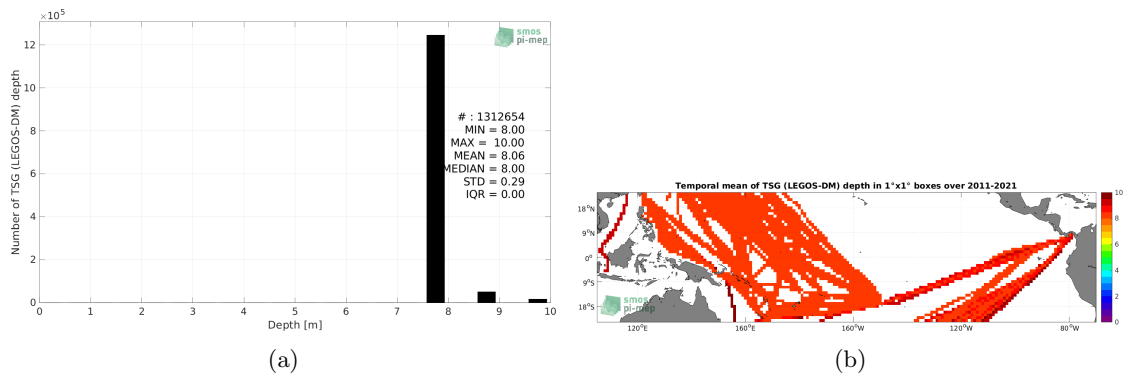 ×10⁵
12
10
8
6
4
2
0
Number of TSG (LEGOS-DM) depth
smos
pi-mep
# : 1312654
MIN = 8.00
MAX = 10.00
MEAN = 8.06
MEDIAN = 8.00
STD = 0.29
IQR = 0.00
0 1 2 3 4 5 6 7 8 9 10
Depth [m]
(a)
Temporal mean of TSG (LEGOS-DM) depth in 1°x1° boxes over 2011-2021
18°N
9°N
0°
9°S
18°S
smos
pi-mep
120°E 160°E 160°W 120°W 80°W
10
8
6
4
2
0
(b)